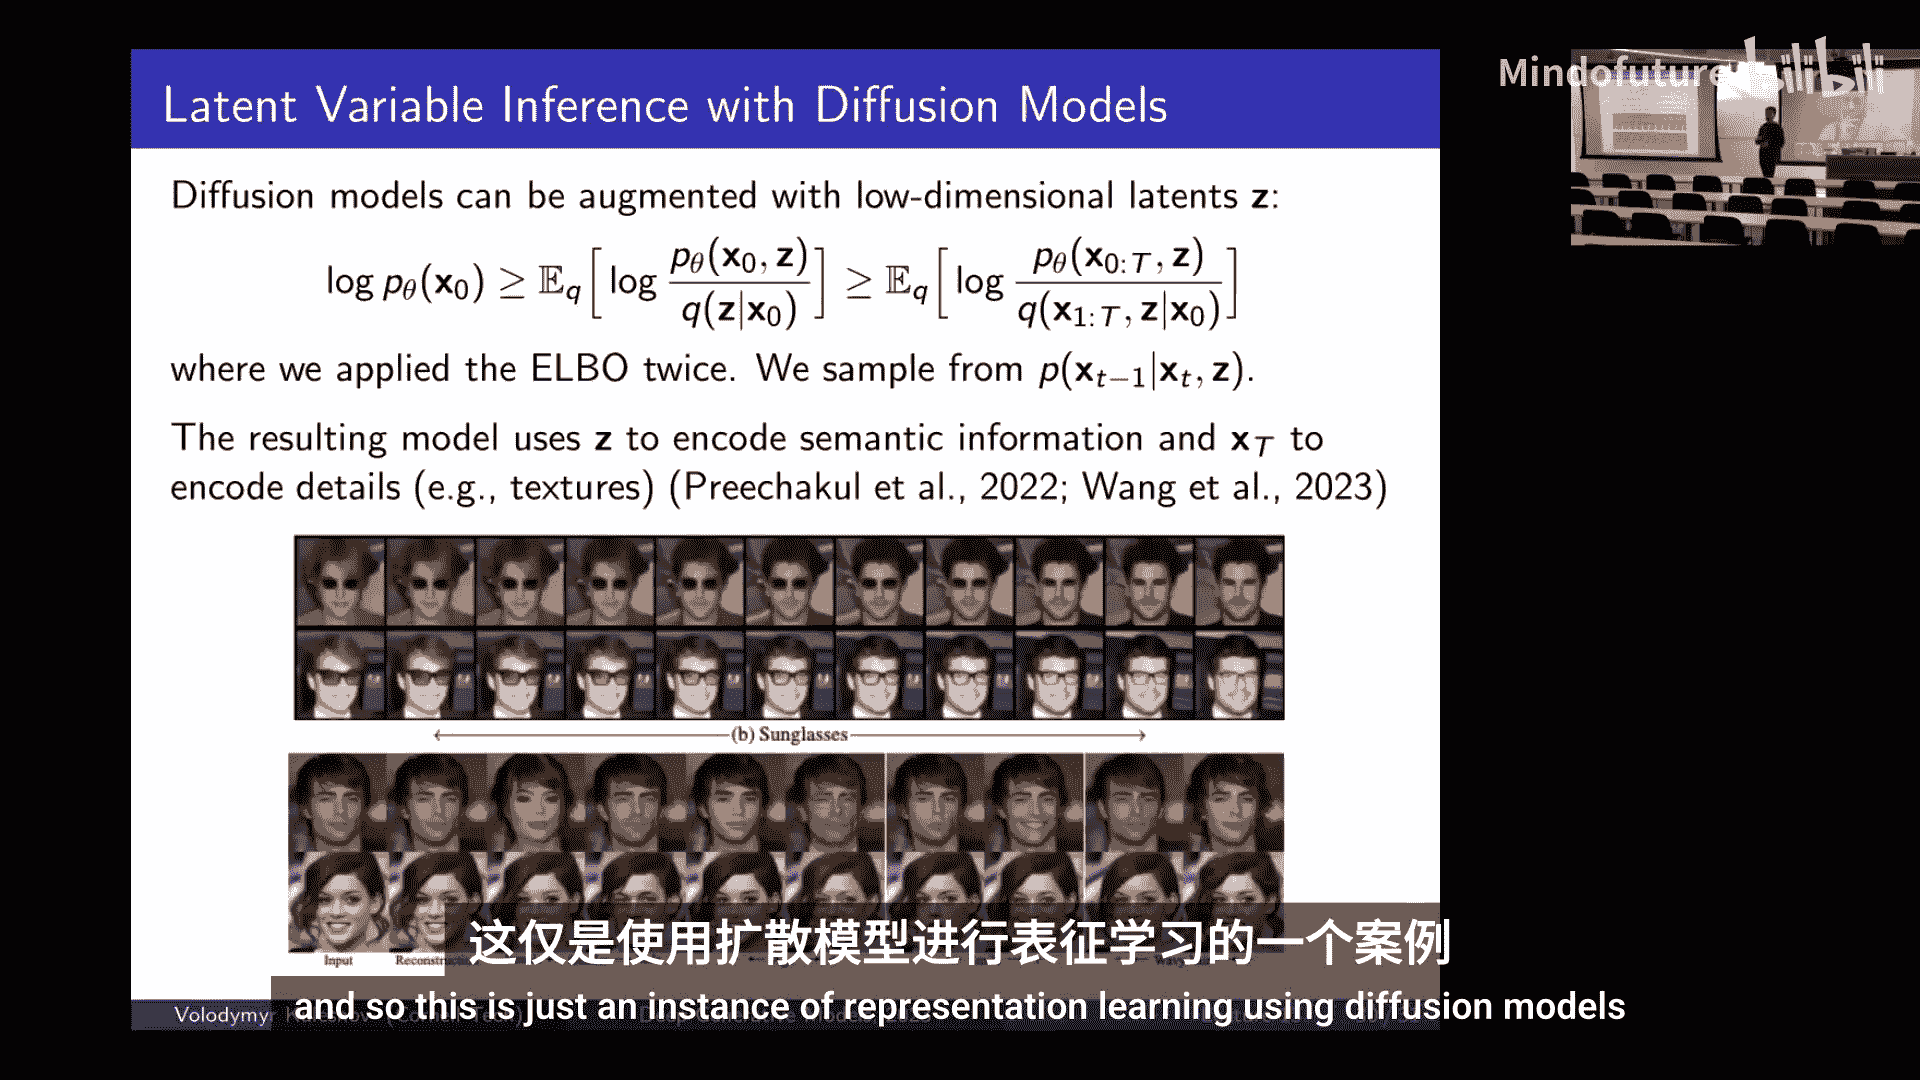 Latent Variable Inference with Diffusion Models
Mindofuture
bilibili
Diffusion models can be augmented with low-dimensional latents z:
log pθ(x0) ≥ 𝔼q[log pθ(x0, z) / q(z|x0)] ≥ 𝔼q[log pθ(x0:T, z) / q(x1:T, z|x0)]
where we applied the ELBO twice. We sample from p(xt−1|xt, z).
The resulting model uses z to encode semantic information and xT to
encode details (e.g., textures) (Preechakul et al., 2022; Wang et al., 2023)
(b) Sunglasses
Input
这仅是使用扩散模型进行表征学习的一个案例
and so this is just an instance of representation learning using diffusion models
Volodymyr